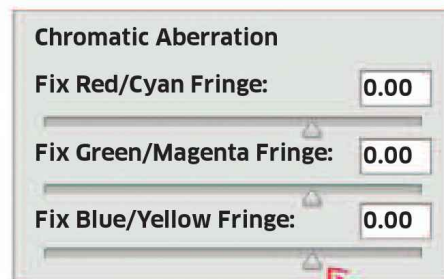 Chromatic Aberration
Fix Red/Cyan Fringe: 0.00
Fix Green/Magenta Fringe: 0.00
Fix Blue/Yellow Fringe: 0.00